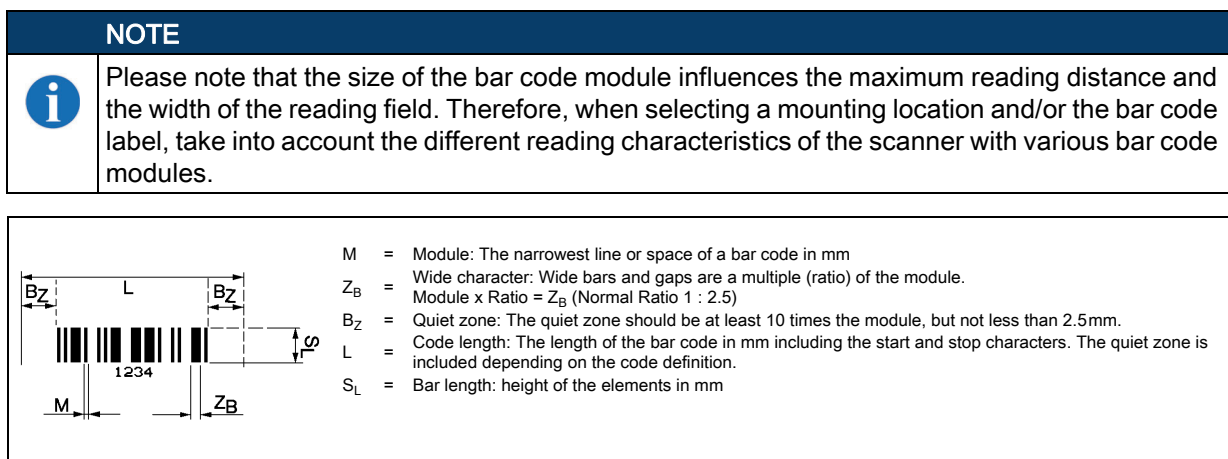 NOTE
Please note that the size of the bar code module influences the maximum reading distance and
the width of the reading field. Therefore, when selecting a mounting location and/or the bar code
label, take into account the different reading characteristics of the scanner with various bar code
modules.
BZ L BZ
SL
1234
M ZB
M = Module: The narrowest line or space of a bar code in mm
ZB = Wide character: Wide bars and gaps are a multiple (ratio) of the module.
Module x Ratio = ZB (Normal Ratio 1 : 2.5)
BZ = Quiet zone: The quiet zone should be at least 10 times the module, but not less than 2.5mm.
L = Code length: The length of the bar code in mm including the start and stop characters. The quiet zone is
included depending on the code definition.
SL = Bar length: height of the elements in mm